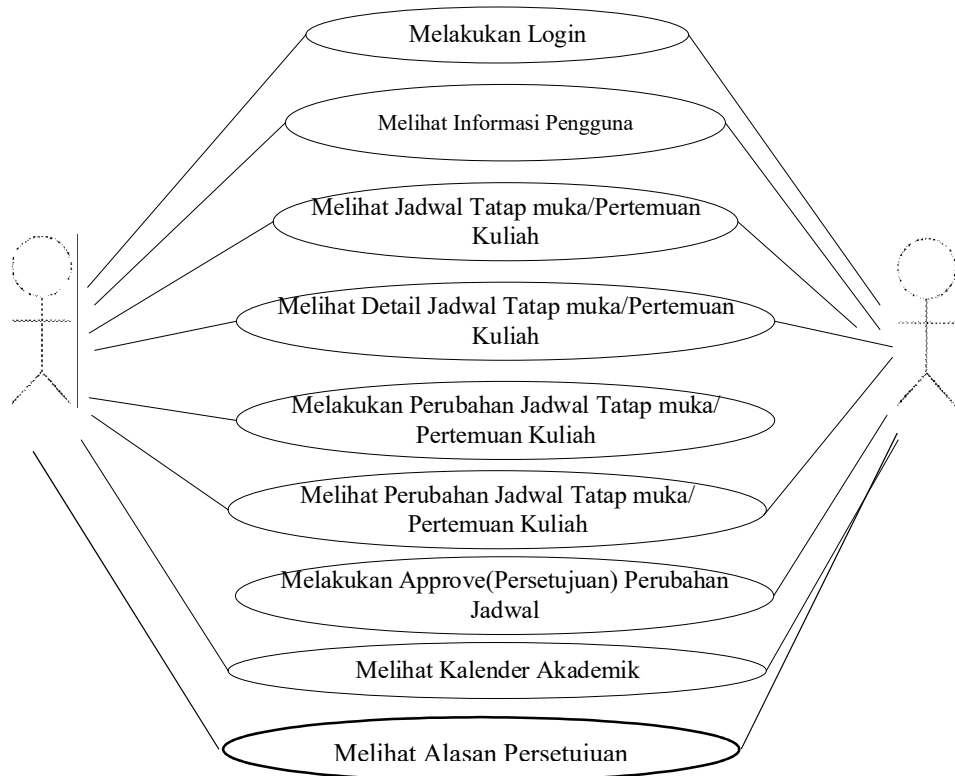 Melakukan Login
Melihat Informasi Pengguna
Melihat Jadwal Tatap muka/Pertemuan
Kuliah
Melihat Detail Jadwal Tatap muka/Pertemuan
Kuliah
Melakukan Perubahan Jadwal Tatap muka/
Pertemuan Kuliah
Melihat Perubahan Jadwal Tatap muka/
Pertemuan Kuliah
Melakukan Approve(Persetujuan) Perubahan
Jadwal
Melihat Kalender Akademik
Melihat Alasan Persetujuan